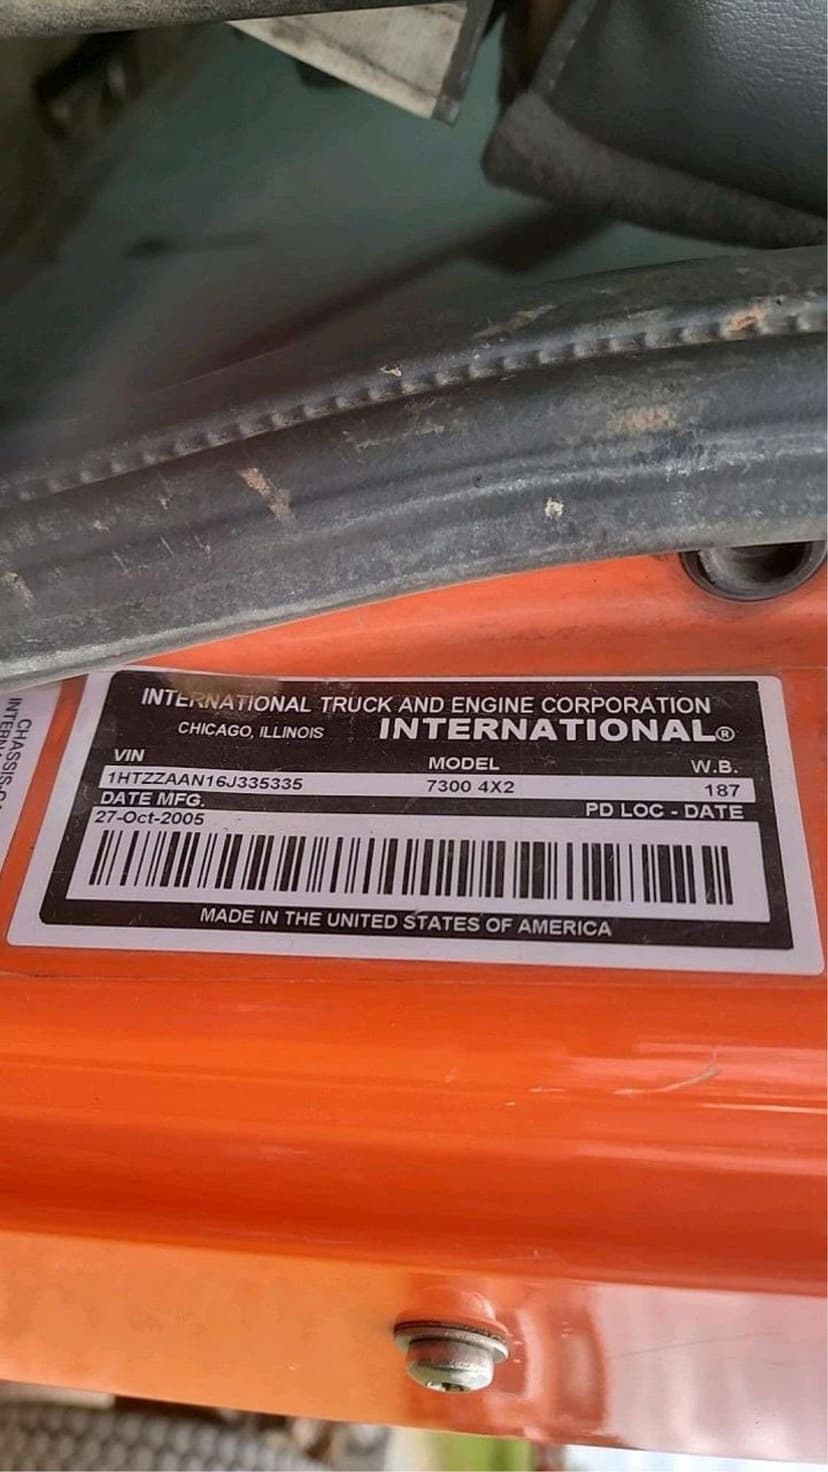 INTERNATIONAL TRUCK AND ENGINE CORPORATION
CHICAGO, ILLINOIS INTERNATIONAL®
VIN MODEL W.B.
1HTZZAAN16J335335 7300 4X2 187
DATE MFG. PD LOC - DATE
27-Oct-2005
MADE IN THE UNITED STATES OF AMERICA